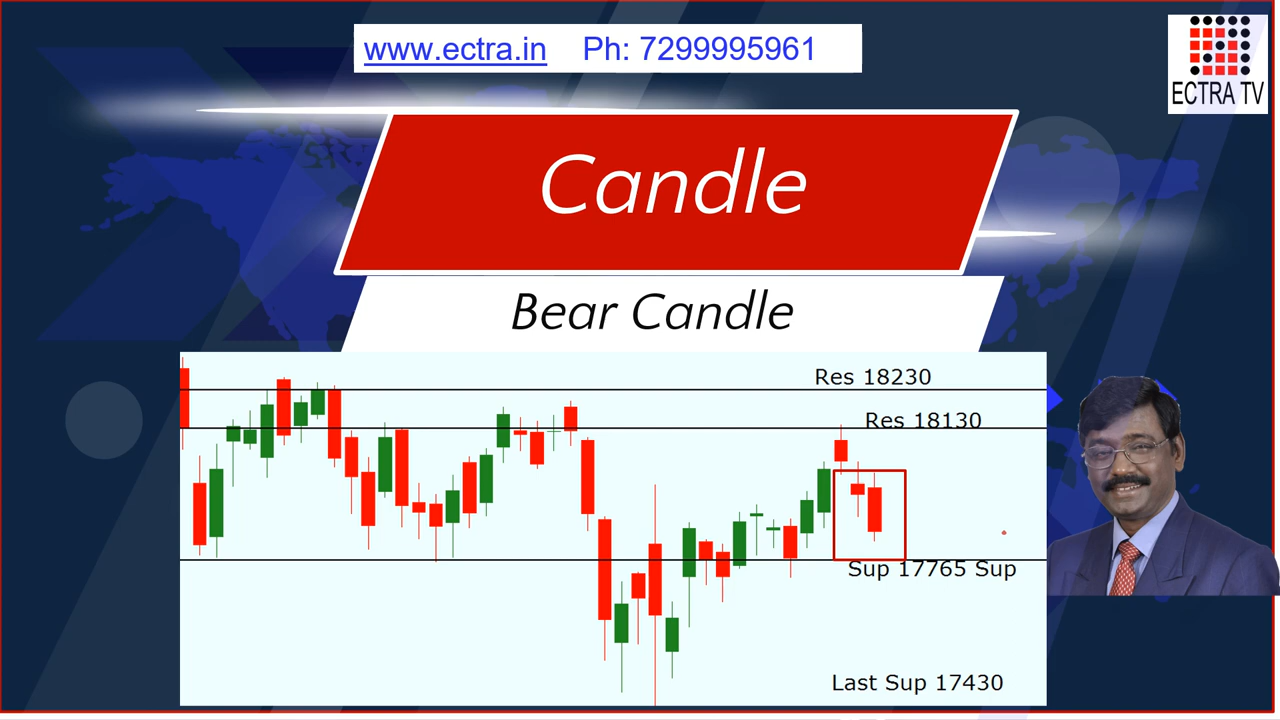 www.ectra.in Ph: 7299995961
ECTRA TV
Candle
Bear Candle
Res 18230
Res 18130
Sup 17765 Sup
Last Sup 17430